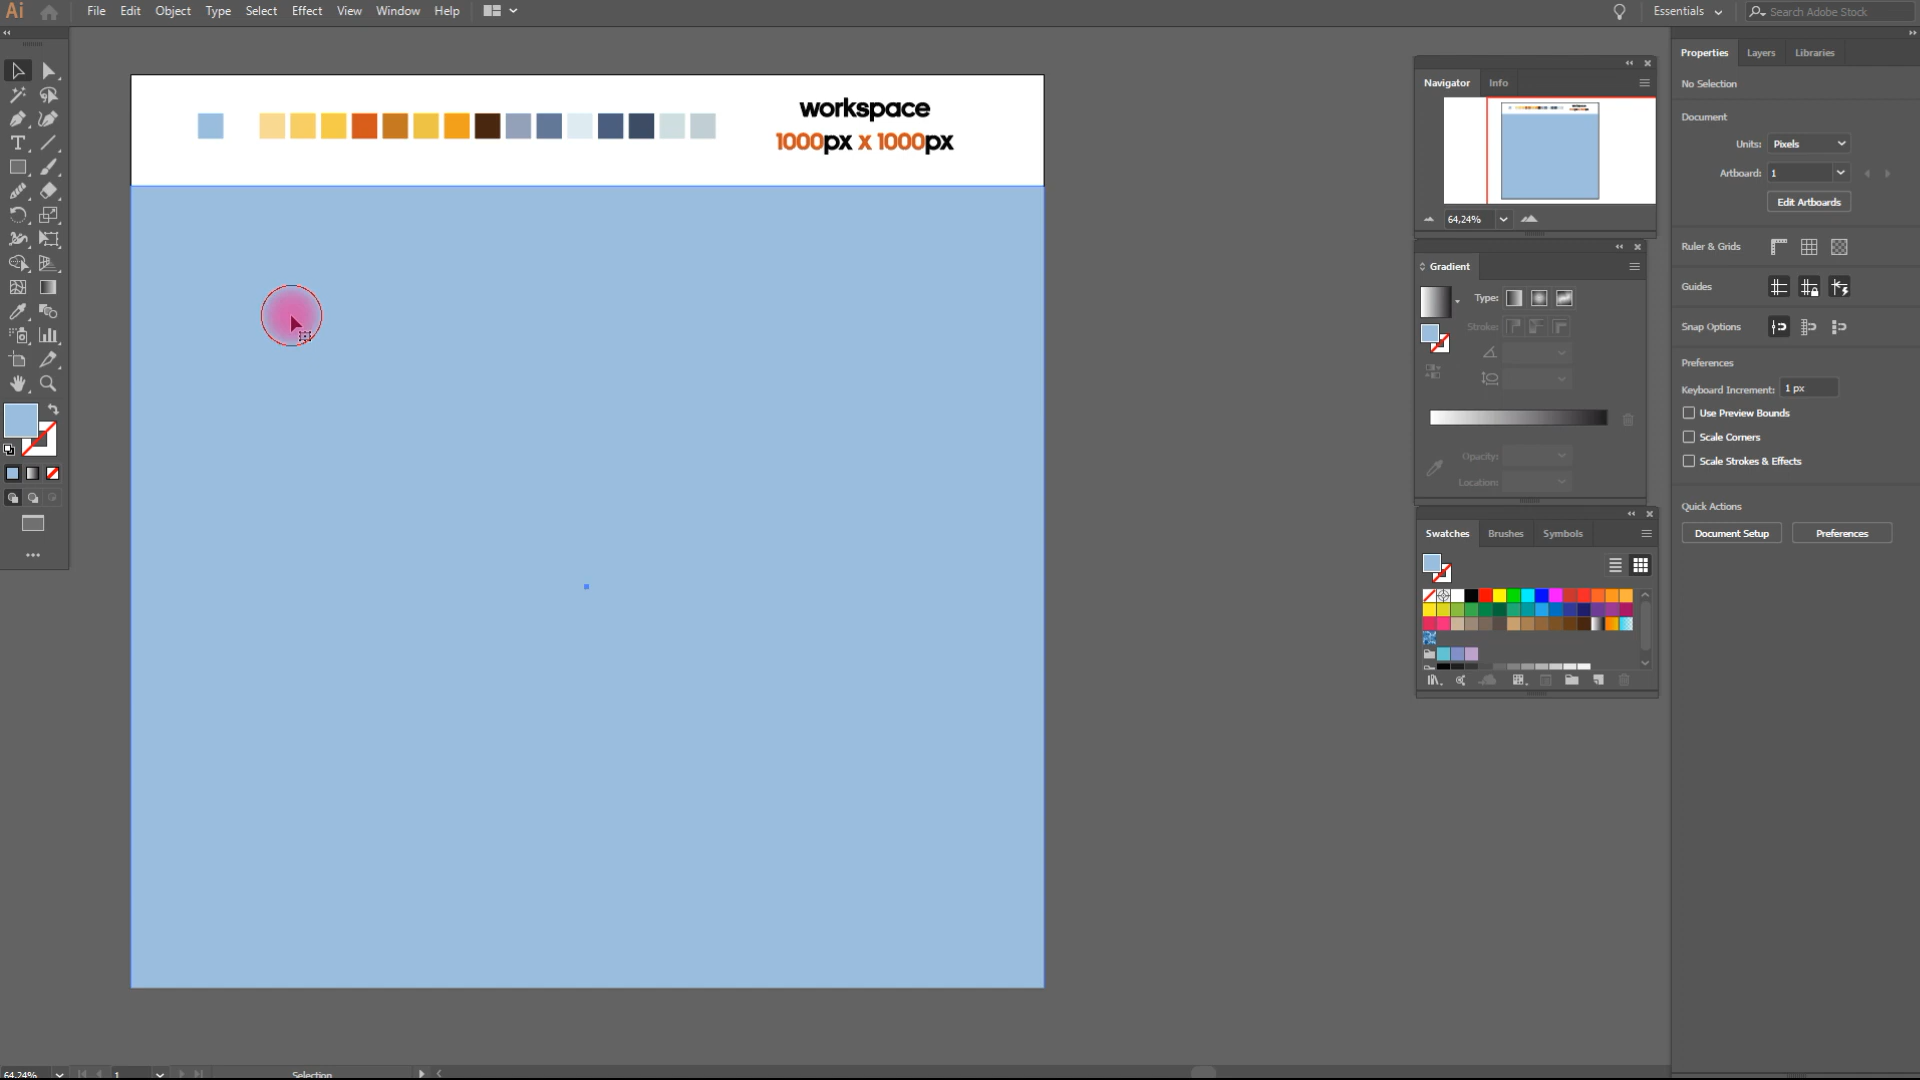 Ai File Edit Object Type Select Effect View Window Help Essentials Search Adobe Stock
workspace
1000px x 1000px
Navigator Info
64,24%
Gradient
Type:
Stroke:
Opacity:
Location:
Swatches Brushes Symbols
Properties Layers Libraries
No Selection
Document
Units: Pixels
Artboard: 1
Edit Artboards
Ruler & Grids
Guides
Snap Options
Preferences
Keyboard Increment: 1 px
Use Preview Bounds
Scale Corners
Scale Strokes & Effects
Quick Actions
Document Setup Preferences
64,24% 1 Selection